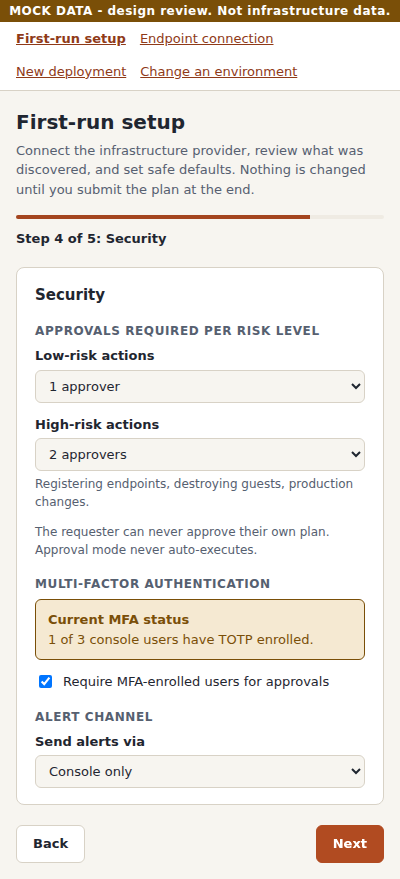 MOCK DATA - design review. Not infrastructure data.
First-run setup
Endpoint connection
New deployment
Change an environment
First-run setup
Connect the infrastructure provider, review what was
discovered, and set safe defaults. Nothing is changed
until you submit the plan at the end.
Step 4 of 5: Security
Security
APPROVALS REQUIRED PER RISK LEVEL
Low-risk actions
1 approver
High-risk actions
2 approvers
Registering endpoints, destroying guests, production
changes.
The requester can never approve their own plan.
Approval mode never auto-executes.
MULTI-FACTOR AUTHENTICATION
Current MFA status
1 of 3 console users have TOTP enrolled.
Require MFA-enrolled users for approvals
ALERT CHANNEL
Send alerts via
Console only
Back
Next